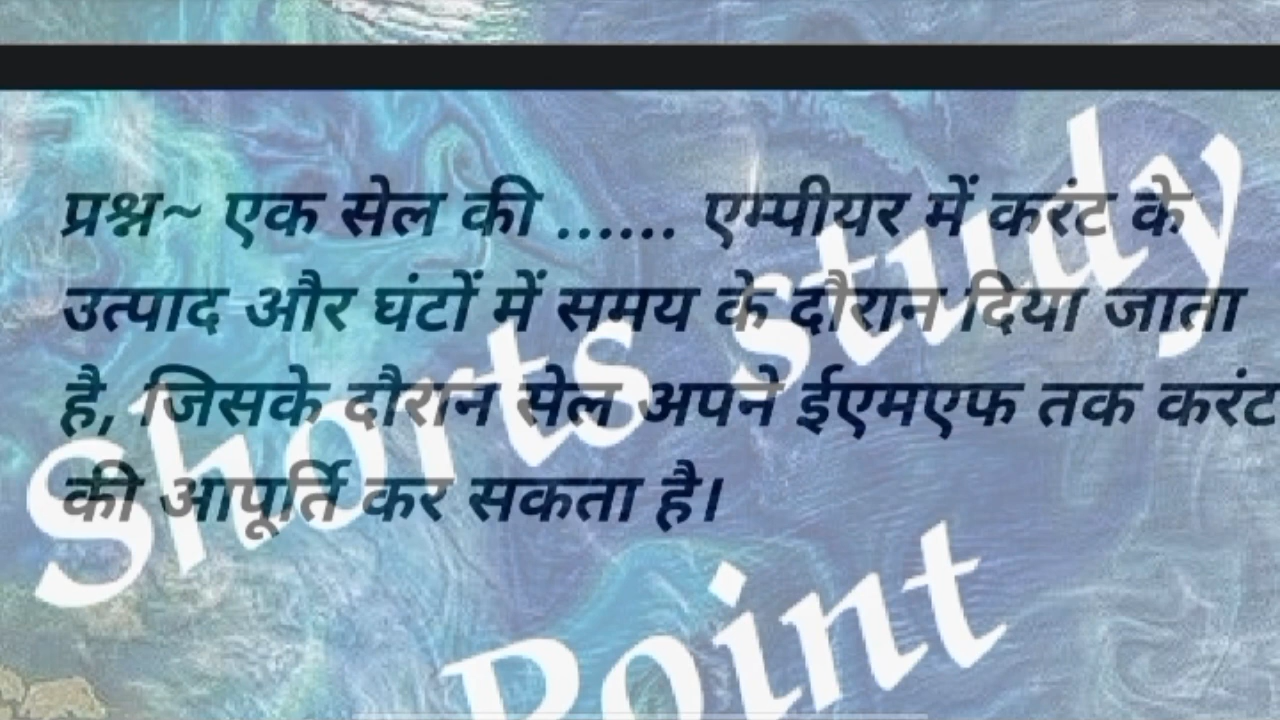 प्रश्न~ एक सेल की ...... एम्पीयर में करंट के
उत्पाद और घंटों में समय के दौरान दिया जाता
है, जिसके दौरान सेल अपने ईएमएफ तक करंट
की आपूर्ति कर सकता है।
Shorts study
Point